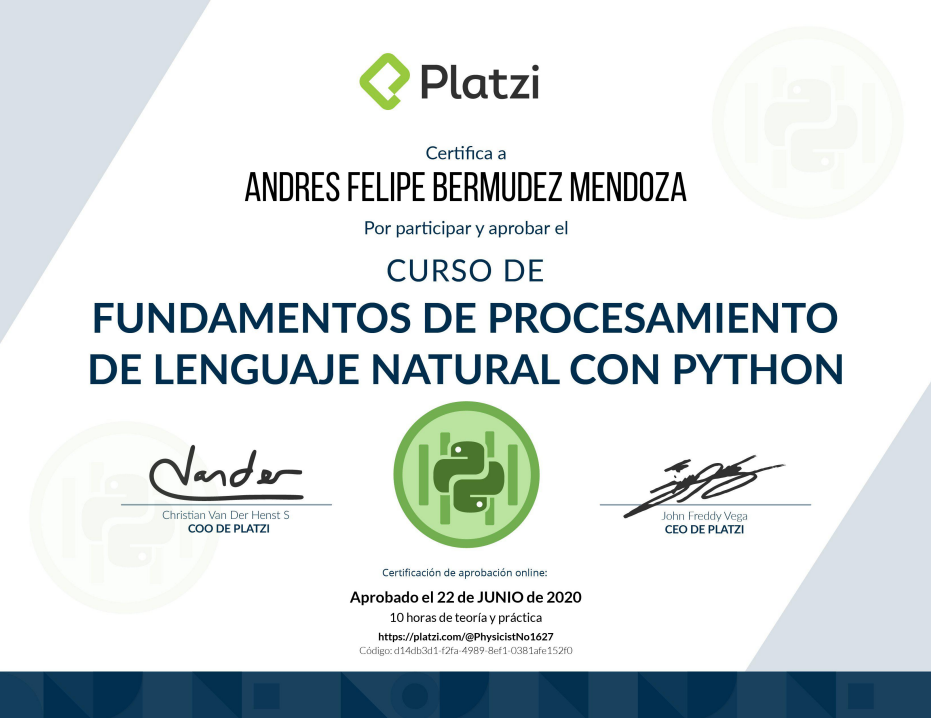 Platzi
Certifica a
ANDRES FELIPE BERMUDEZ MENDOZA
Por participar y aprobar el
CURSO DE
FUNDAMENTOS DE PROCESAMIENTO
DE LENGUAJE NATURAL CON PYTHON
Vander
Christian Van Der Henst S
COO DE PLATZI
John Freddy Vega
CEO DE PLATZI
Certificación de aprobación online:
Aprobado el 22 de JUNIO de 2020
10 horas de teoría y práctica
https://platzi.com/@PhysicistNo1627
Código: d14db3d1-f2fa-4989-8ef1-0381afe152f0